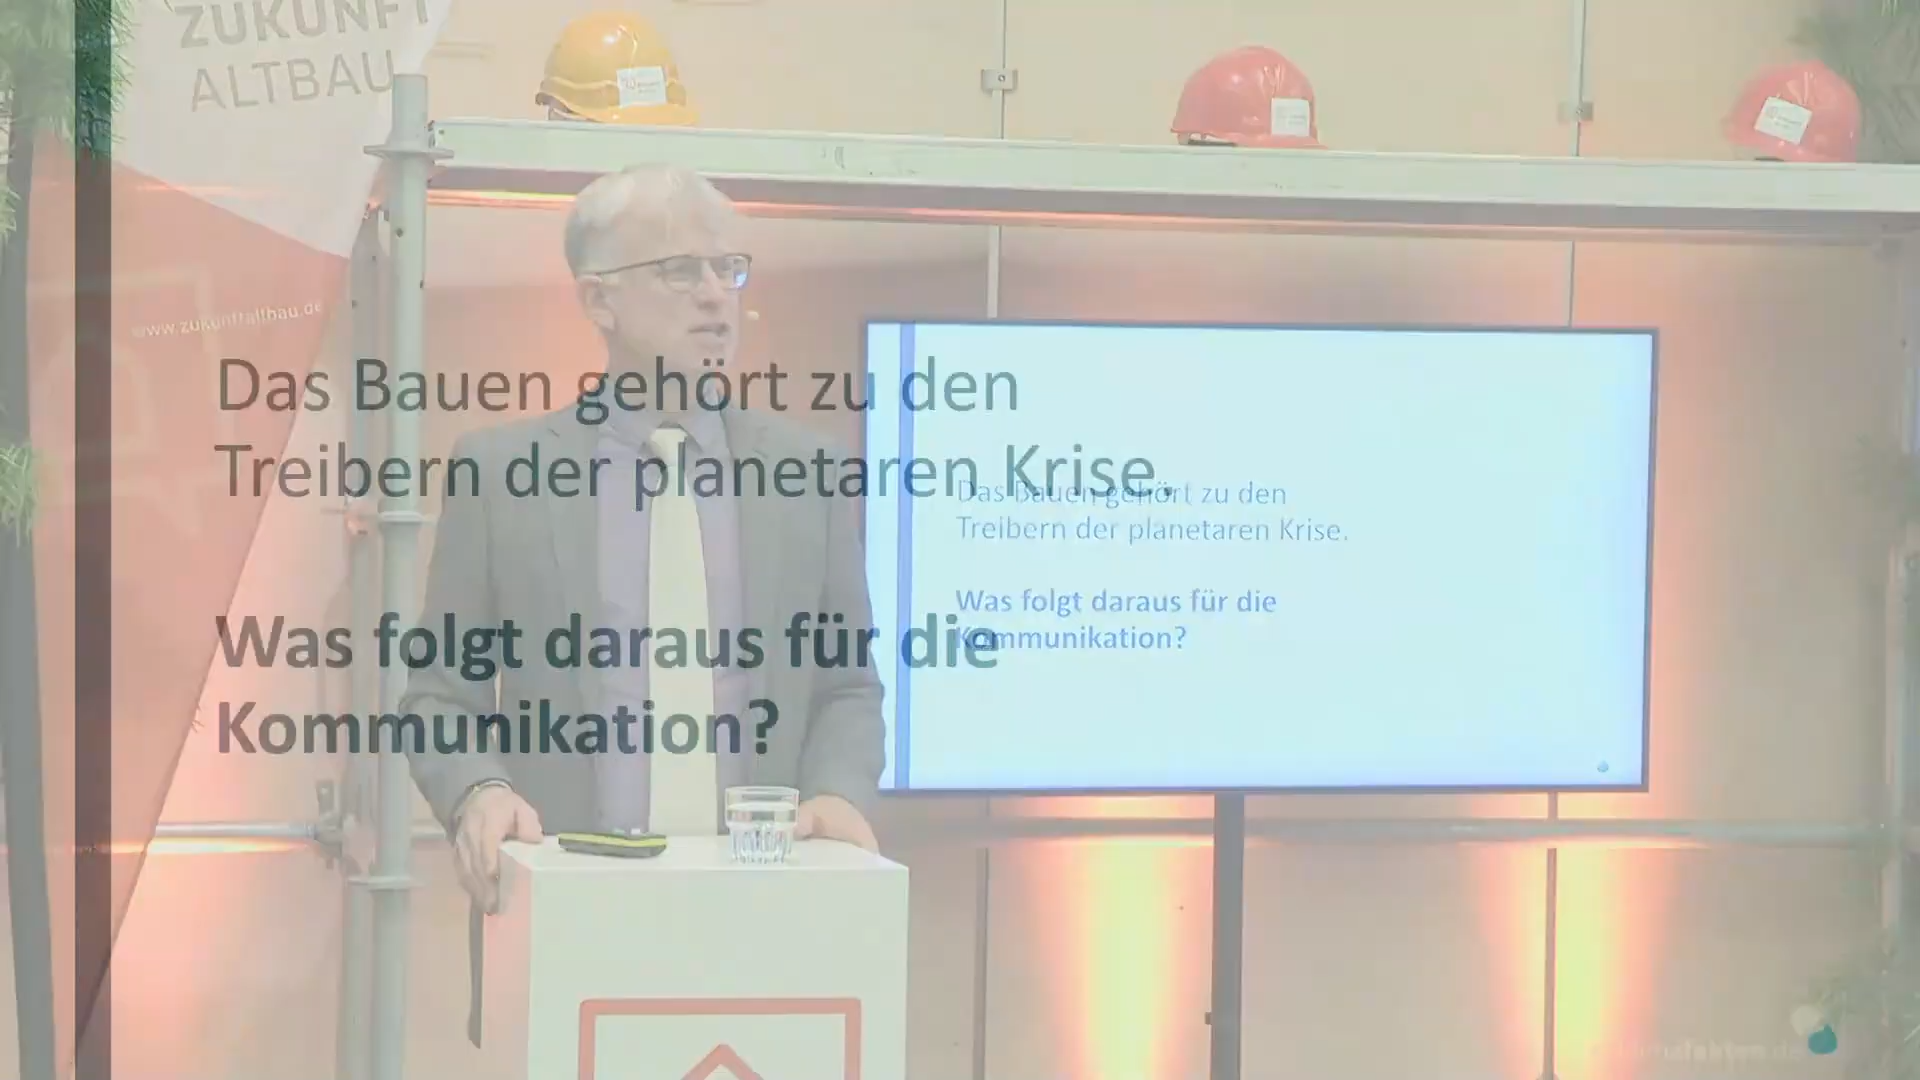 ZUKUNFT
ALTBAU
www.zukunftaltbau.de
Das Bauen gehört zu den
Treibern der planetaren Krise.
Was folgt daraus für die
Kommunikation?
Das Bauen gehört zu den
Treibern der planetaren Krise.
Was folgt daraus für die
Kommunikation?